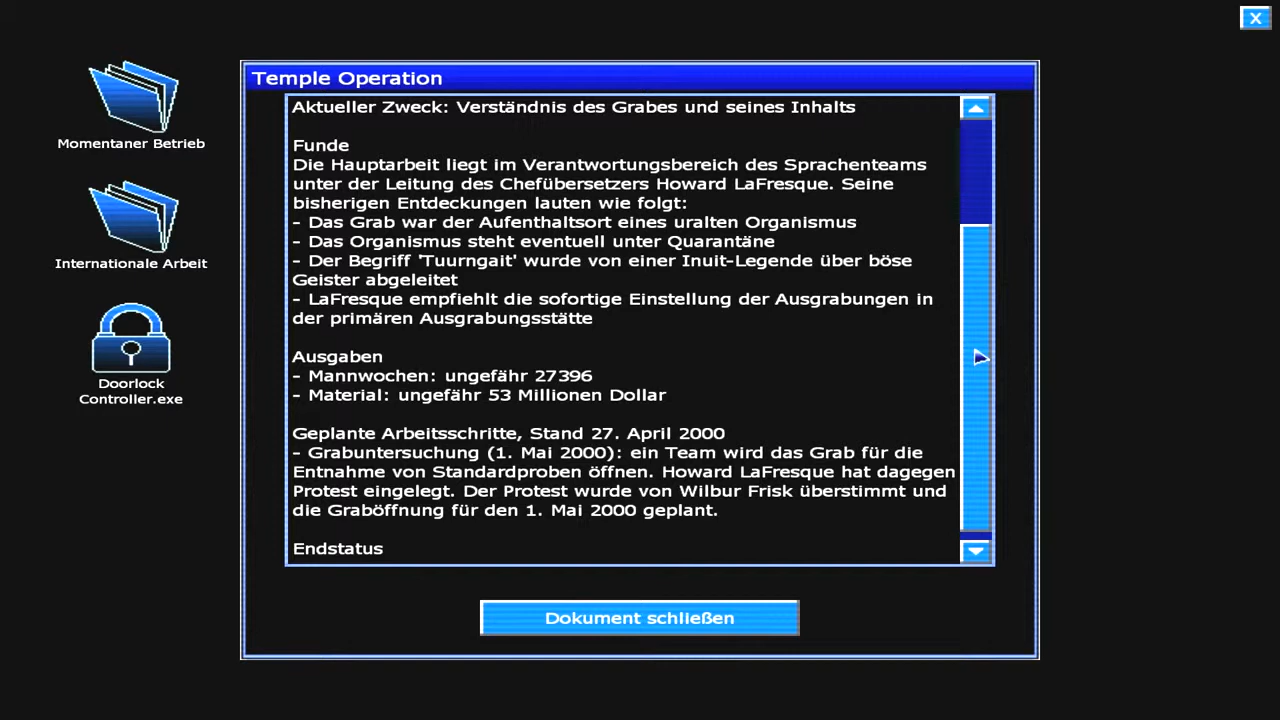 X
Temple Operation
Aktueller Zweck: Verständnis des Grabes und seines Inhalts
Funde
Die Hauptarbeit liegt im Verantwortungsbereich des Sprachenteams
unter der Leitung des Chefübersetzers Howard LaFresque. Seine
bisherigen Entdeckungen lauten wie folgt:
- Das Grab war der Aufenthaltsort eines uralten Organismus
- Das Organismus steht eventuell unter Quarantäne
- Der Begriff 'Tuurngait' wurde von einer Inuit-Legende über böse
Geister abgeleitet
- LaFresque empfiehlt die sofortige Einstellung der Ausgrabungen in
der primären Ausgrabungsstätte
Ausgaben
- Mannwochen: ungefähr 27396
- Material: ungefähr 53 Millionen Dollar
Geplante Arbeitsschritte, Stand 27. April 2000
- Grabuntersuchung (1. Mai 2000): ein Team wird das Grab für die
Entnahme von Standardproben öffnen. Howard LaFresque hat dagegen
Protest eingelegt. Der Protest wurde von Wilbur Frisk überstimmt und
die Graböffnung für den 1. Mai 2000 geplant.
Endstatus
Dokument schließen
Momentaner Betrieb
Internationale Arbeit
Doorlock
Controller.exe